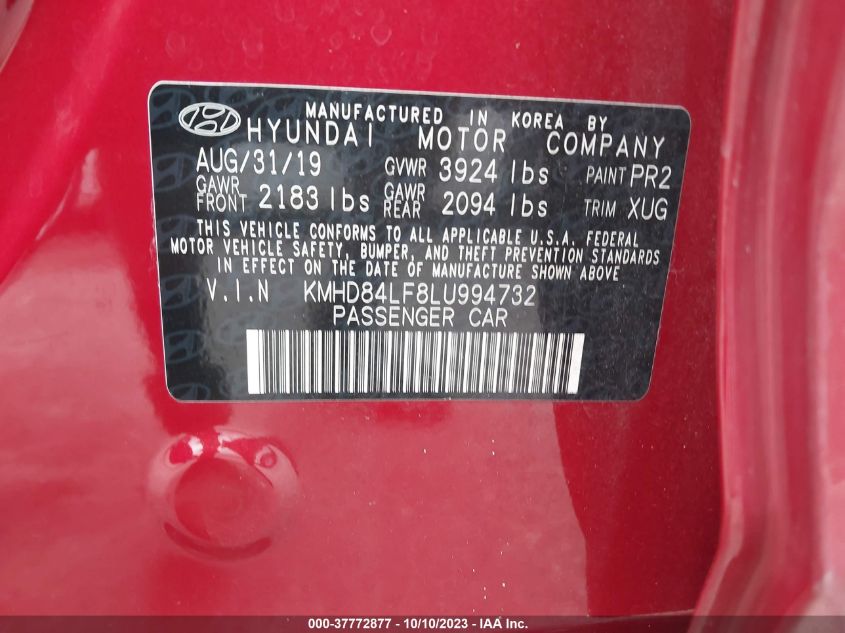 MANUFACTURED IN KOREA BY
HYUNDAI MOTOR COMPANY
AUG/31/19 GVWR 3924 lbs PAINT PR2
GAWR FRONT 2183 lbs GAWR REAR 2094 lbs TRIM XUG
THIS VEHICLE CONFORMS TO ALL APPLICABLE U.S.A. FEDERAL
MOTOR VEHICLE SAFETY, BUMPER, AND THEFT PREVENTION STANDARDS
IN EFFECT ON THE DATE OF MANUFACTURE SHOWN ABOVE
V.I.N KMHD84LF8LU994732
PASSENGER CAR
000-37772877 - 10/10/2023 - IAA Inc.